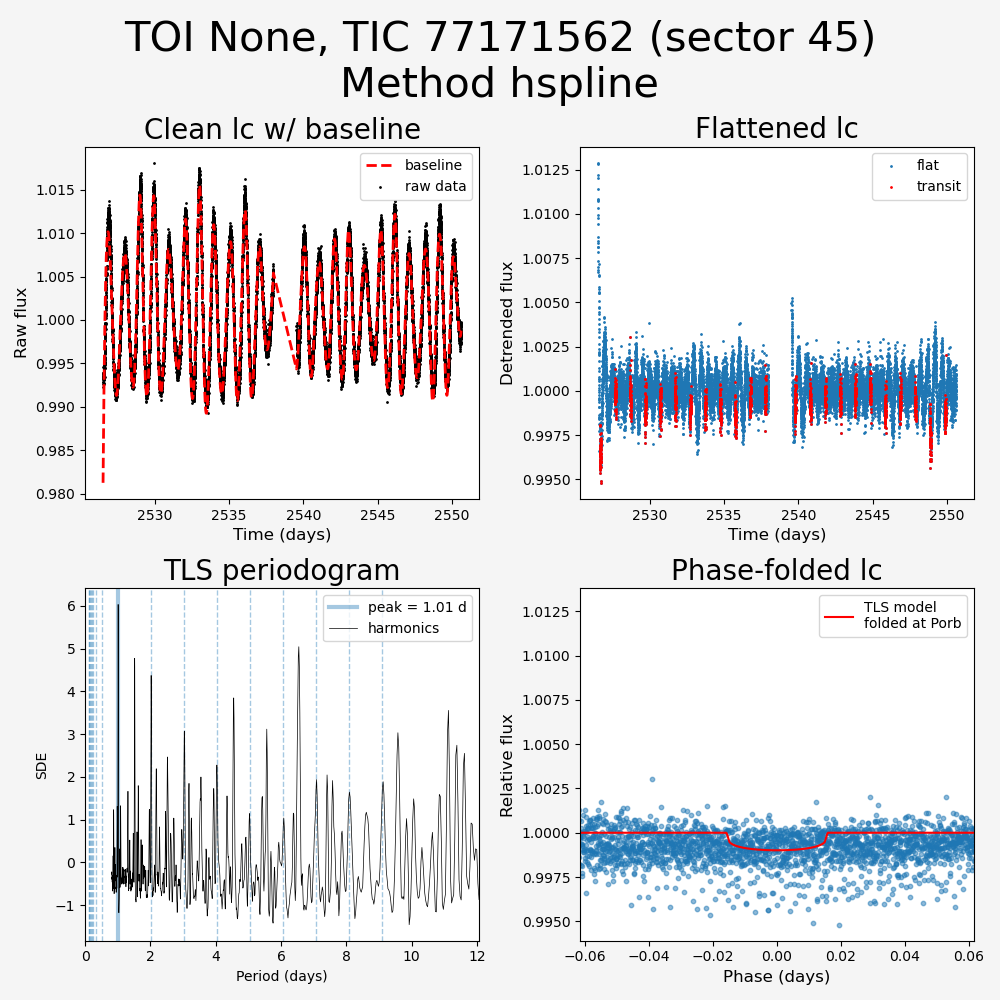 TOI None, TIC 77171562 (sector 45)
Method hspline
Clean lc w/ baseline
Flattened lc
baseline
raw data
flat
transit
Raw flux
1.015
1.010
1.005
1.000
0.995
0.990
0.985
0.980
2530
2535
2540
2545
2550
Time (days)
Detrended flux
1.0125
1.0100
1.0075
1.0050
1.0025
1.0000
0.9975
0.9950
2530
2535
2540
2545
2550
Time (days)
TLS periodogram
Phase-folded lc
peak = 1.01 d
harmonics
TLS model
folded at Porb
SDE
6
5
4
3
2
1
0
−1
0
2
4
6
8
10
12
Period (days)
Relative flux
1.0125
1.0100
1.0075
1.0050
1.0025
1.0000
0.9975
0.9950
−0.06
−0.04
−0.02
0.00
0.02
0.04
0.06
Phase (days)